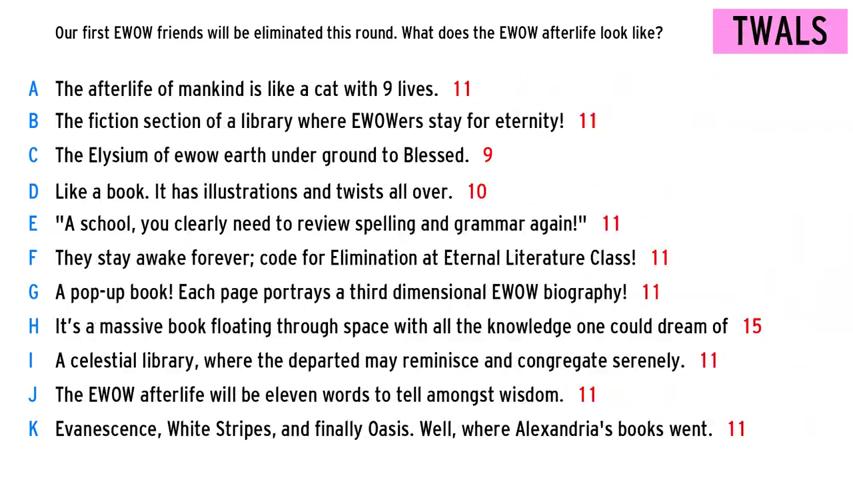 Our first EWOW friends will be eliminated this round. What does the EWOW afterlife look like?
TWALS
A The afterlife of mankind is like a cat with 9 lives. 11
B The fiction section of a library where EWOWers stay for eternity! 11
C The Elysium of ewow earth under ground to Blessed. 9
D Like a book. It has illustrations and twists all over. 10
E "A school, you clearly need to review spelling and grammar again!" 11
F They stay awake forever; code for Elimination at Eternal Literature Class! 11
G A pop-up book! Each page portrays a third dimensional EWOW biography! 11
H It's a massive book floating through space with all the knowledge one could dream of 15
I A celestial library, where the departed may reminisce and congregate serenely. 11
J The EWOW afterlife will be eleven words to tell amongst wisdom. 11
K Evanescence, White Stripes, and finally Oasis. Well, where Alexandria's books went. 11